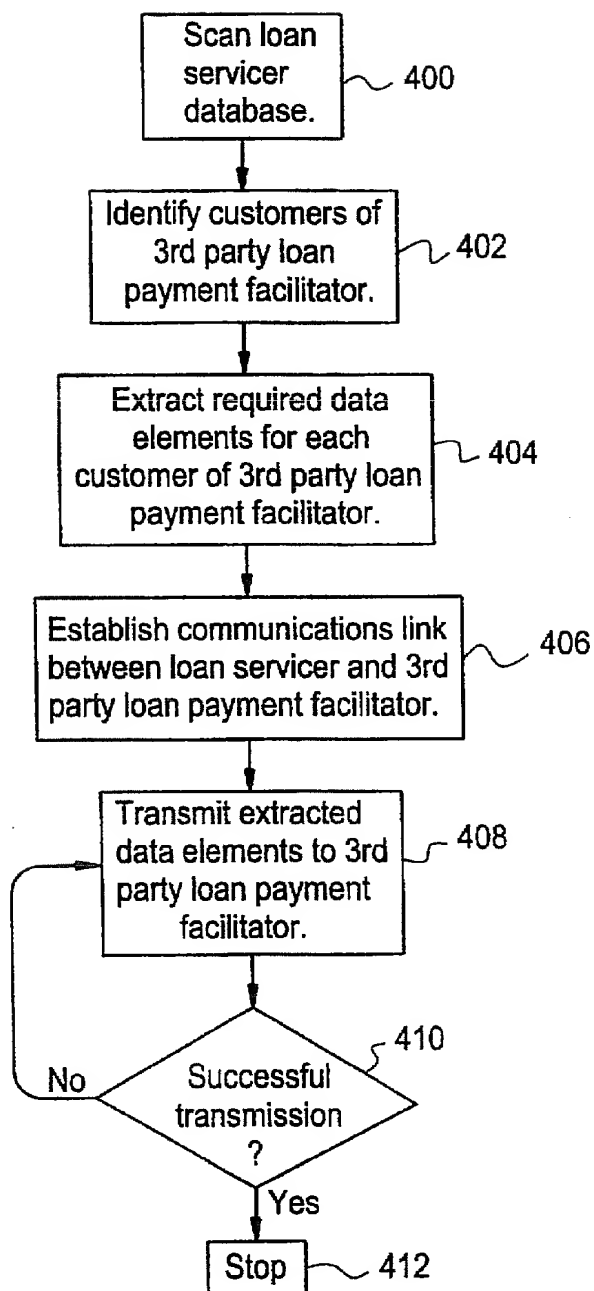 Scan loan
servicer
database.
400
Identify customers of
3rd party loan
payment facilitator.
402
Extract required data
elements for each
customer of 3rd party loan
payment facilitator.
404
Establish communications link
between loan servicer and 3rd
party loan payment facilitator.
406
Transmit extracted
data elements to 3rd
party loan payment
facilitator.
408
Successful
transmission
?
410
No
Yes
Stop
412